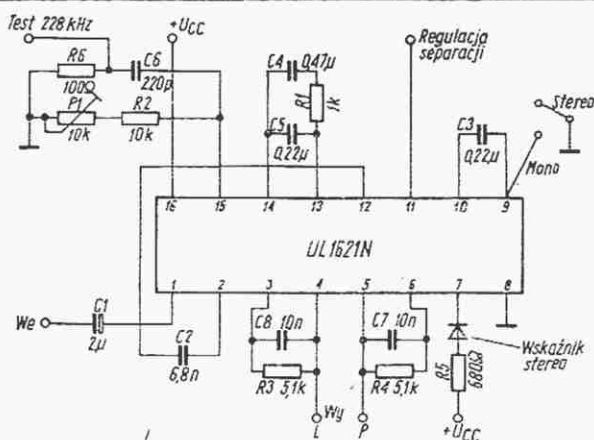 Test 228 kHz
+UCC
R6
100Ω
C6
220p
P1
10k
R2
10k
C4
0,47µ
R1
1k
C5
0,22µ
Regulacja
separacji
C3
0,22µ
Stereo
Mono
16
15
14
13
12
11
10
9
UL1621N
1
2
3
4
5
6
7
8
We
C1
2µ
C2
6,8n
C8
10n
R3
5,1k
C7
10n
R4
5,1k
R5
680Ω
Wskaźnik
stereo
Wy
L
P
+UCC